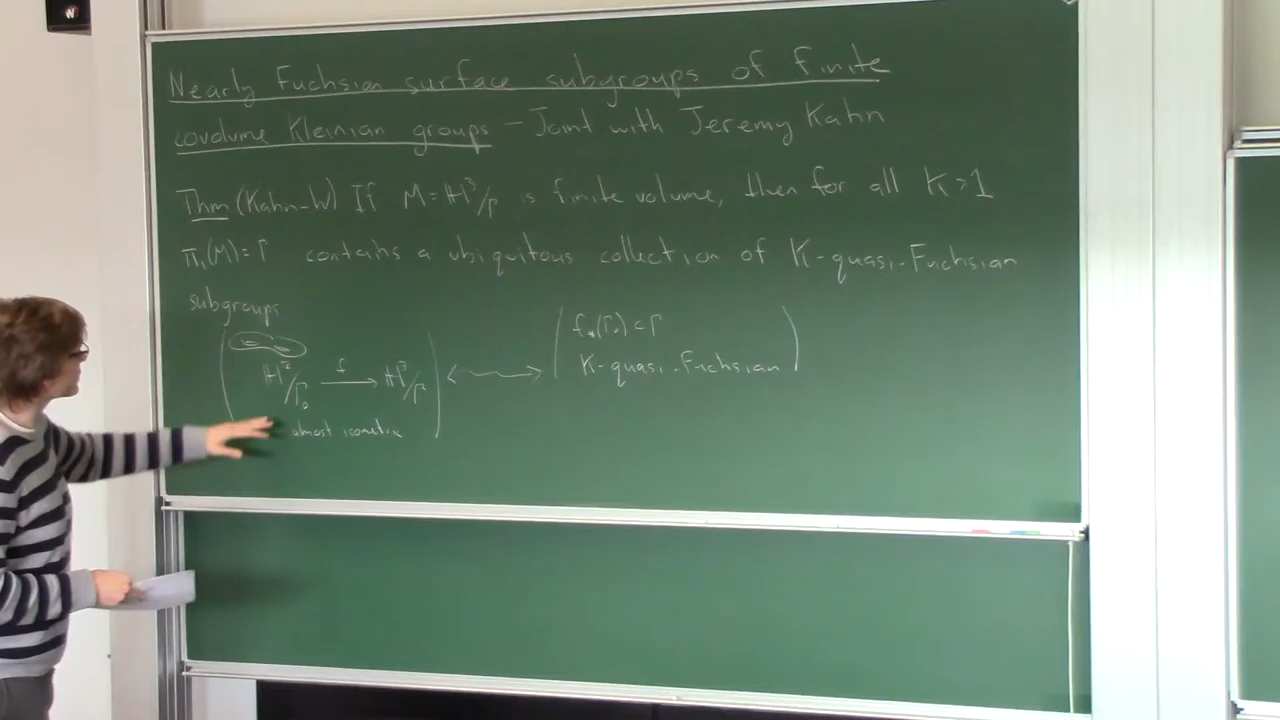 Nearly Fuchsian surface subgroups of finite
covolume Kleinian groups - Joint with Jeremy Kahn
Thm (Kahn-W) If M = ℍ³/Γ is finite volume, then for all K > 1
π₁(M) = Γ contains a ubiquitous collection of K-quasi-Fuchsian
subgroups
ℍ²/Γ₀ →f ℍ³/Γ
almost isometric
f⁎(Γ₀) < Γ
K-quasi-Fuchsian